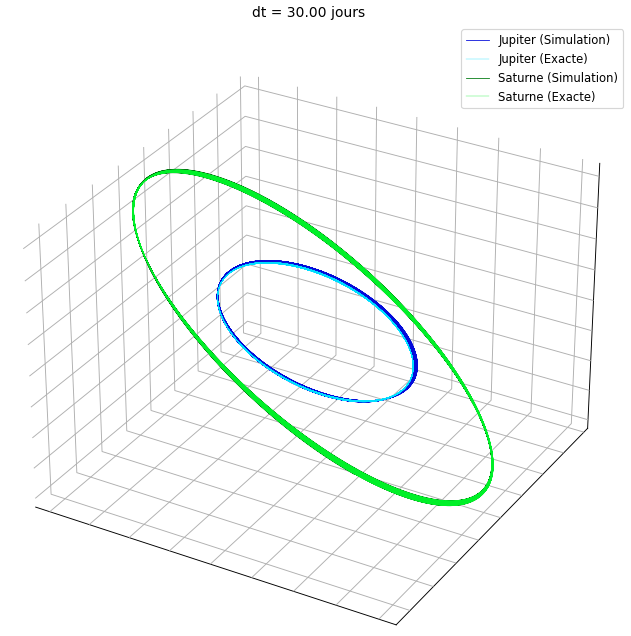 dt = 30.00 jours
Jupiter (Simulation)
Jupiter (Exacte)
Saturne (Simulation)
Saturne (Exacte)